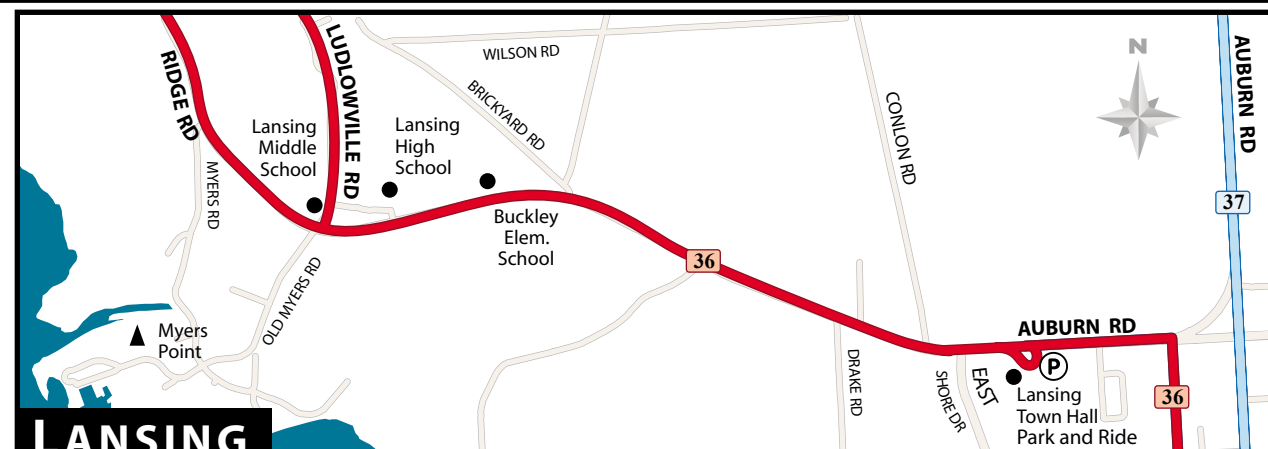 RIDGE RD
LUDLOWVILLE RD
WILSON RD
BRICKYARD RD
CONLON RD
N
AUBURN RD
37
Lansing
Middle
School
Lansing
High
School
MYERS RD
Buckley
Elem.
School
36
OLD MYERS RD
Myers
Point
AUBURN RD
DRAKE RD
EAST
SHORE DR
P
Lansing
Town Hall
Park and Ride
36
LANSING